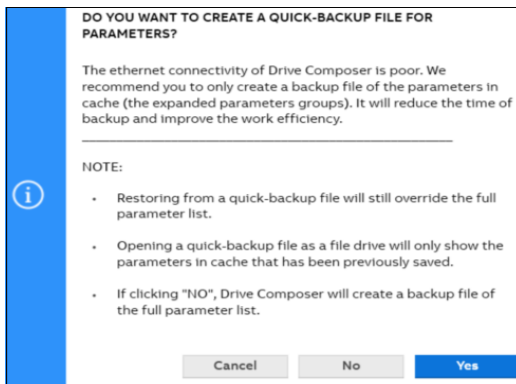 DO YOU WANT TO CREATE A QUICK-BACKUP FILE FOR
PARAMETERS?
The ethernet connectivity of Drive Composer is poor. We
recommend you to only create a backup file of the parameters in
cache (the expanded parameters groups). It will reduce the time of
backup and improve the work efficiency.
NOTE:
• Restoring from a quick-backup file will still override the full
parameter list.
• Opening a quick-backup file as a file drive will only show the
parameters in cache that has been previously saved.
• If clicking "NO", Drive Composer will create a backup file of
the full parameter list.
Cancel No Yes